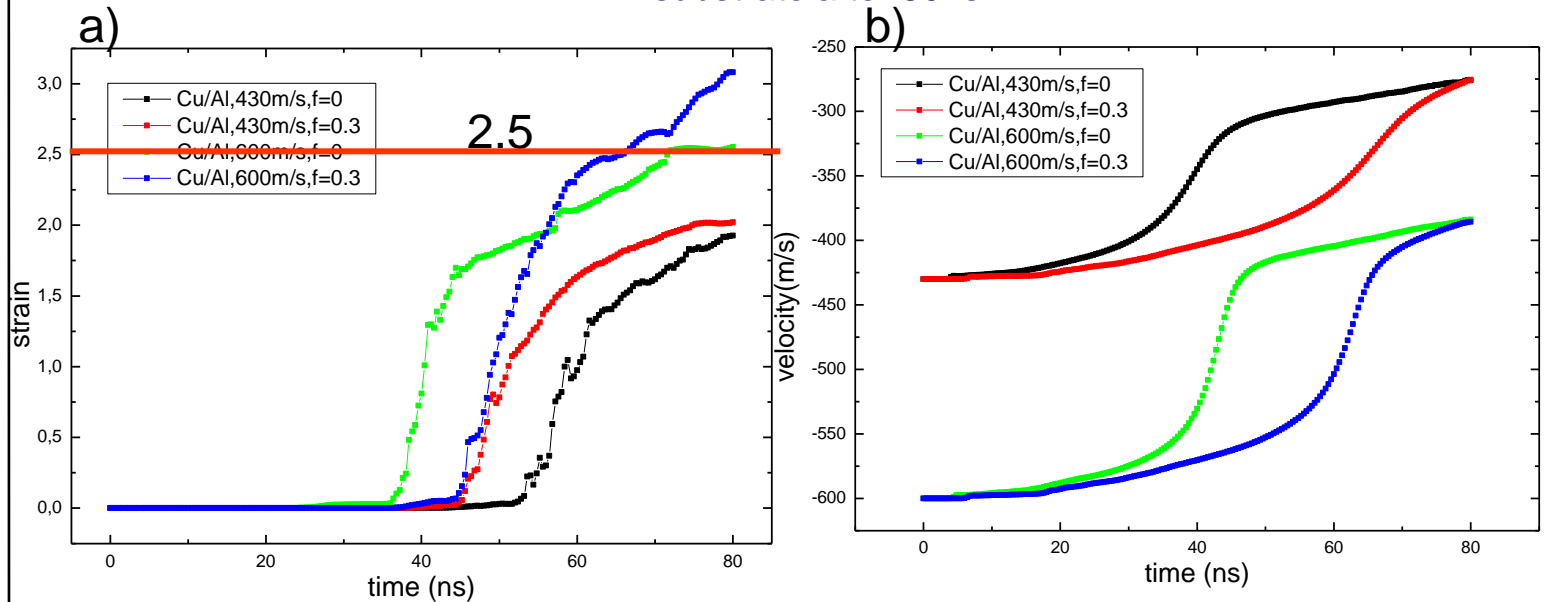 a)
3,0
2,5
2,0
1,5
1,0
0,5
0,0
strain
Cu/Al,430m/s,f=0
Cu/Al,430m/s,f=0.3
Cu/Al,600m/s,f=0
Cu/Al,600m/s,f=0.3
2.5
0
20
40
60
80
time (ns)
b)
-250
-300
-350
-400
-450
-500
-550
-600
velocity(m/s)
Cu/Al,430m/s,f=0
Cu/Al,430m/s,f=0.3
Cu/Al,600m/s,f=0
Cu/Al,600m/s,f=0.3
0
20
40
60
80
time (ns)